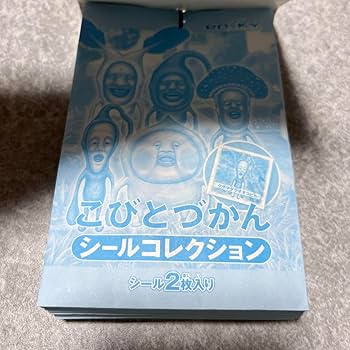 ensky
こびとづかん
シールコレクション
シール2枚入り